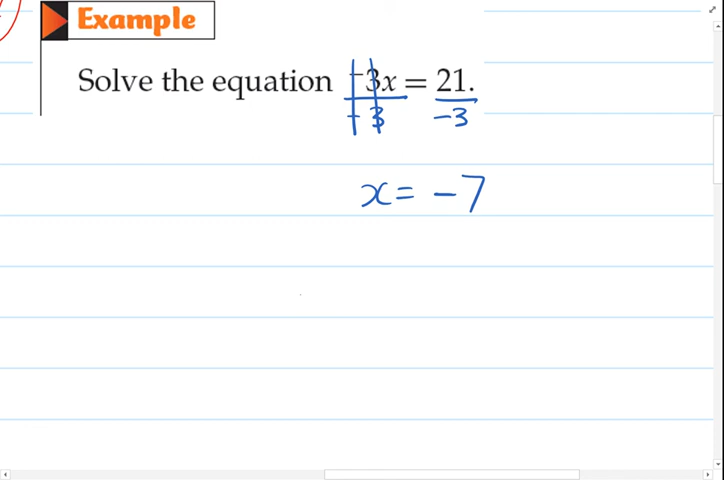 Example
Solve the equation −3x = 21.
−3 −3
x = −7